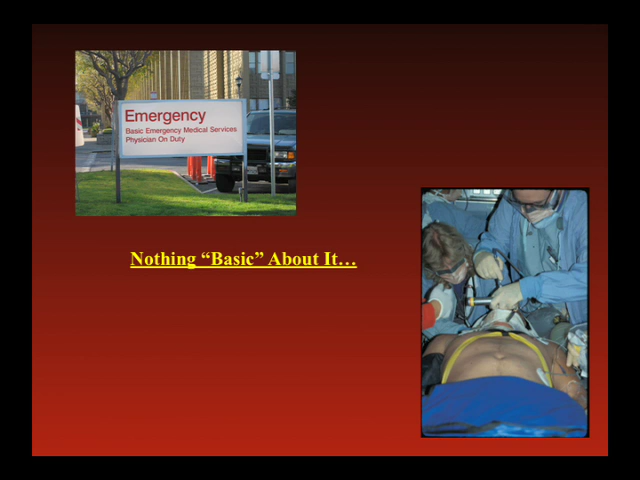 Emergency
Basic Emergency Medical Services
Physician On Duty
Nothing “Basic” About It…